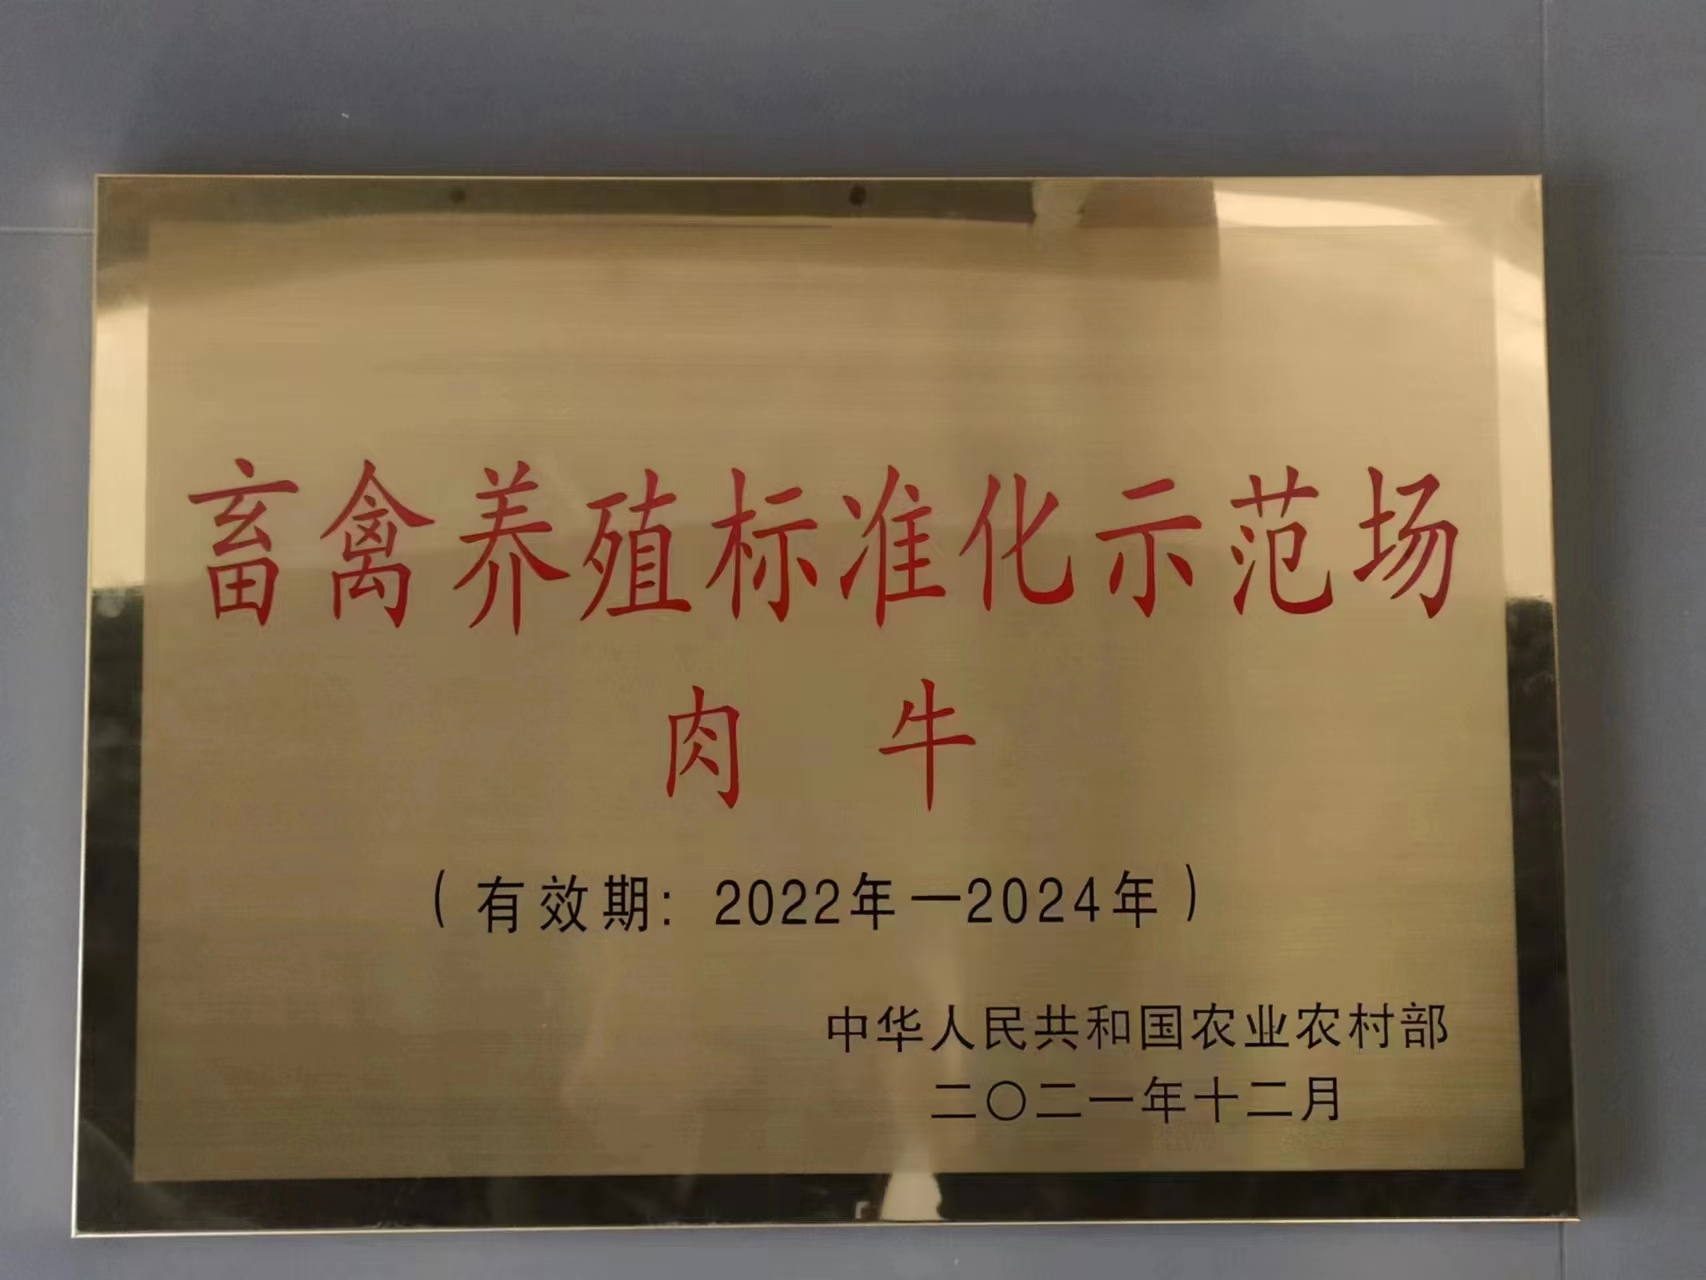 畜禽养殖标准化示范场
肉 牛
（有效期：2022年—2024年）
中华人民共和国农业农村部
二〇二一年十二月